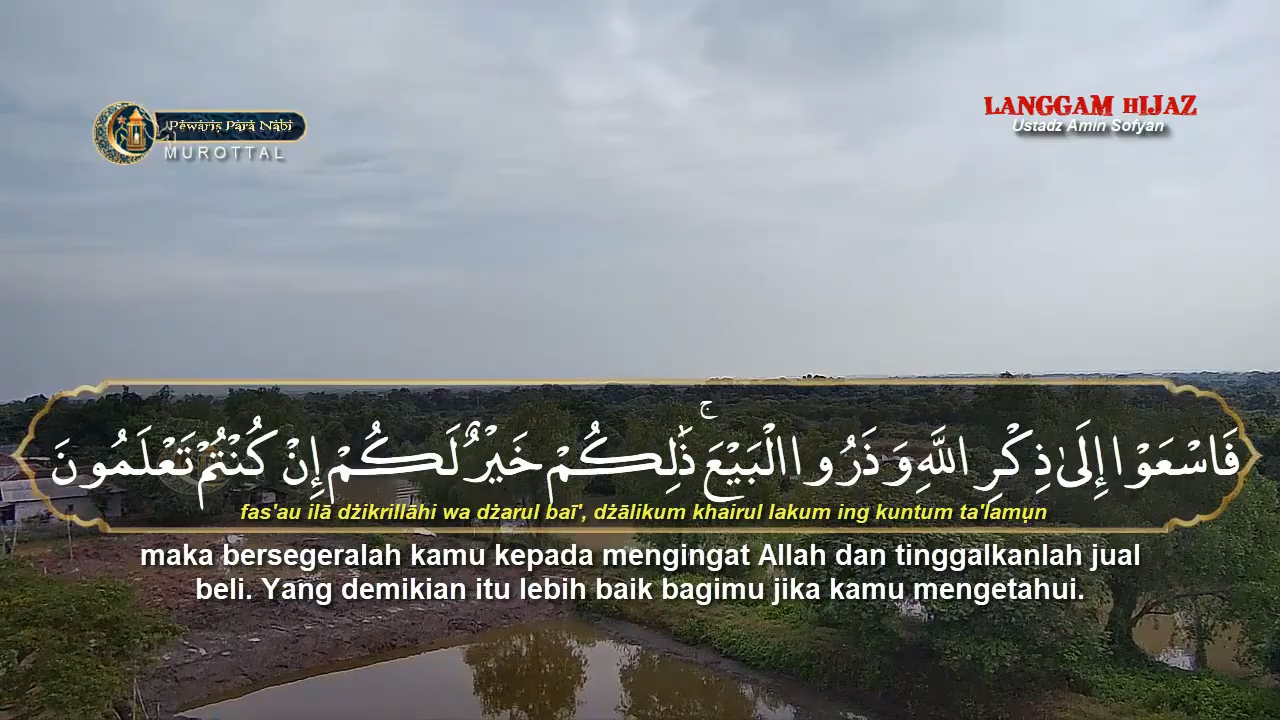 Pewaris Para Nabi
MUROTTAL
LANGGAM HIJAZ
Ustadz Amin Sofyan
فَاسْعَوْا إِلَىٰ ذِكْرِ اللَّهِ وَذَرُوا الْبَيْعَ ۚ ذَٰلِكُمْ خَيْرٌ لَكُمْ إِنْ كُنْتُمْ تَعْلَمُونَ
fas'au ilā dżikrillāhi wa dżarul baī', dżālikum khairul lakum ing kuntum ta'lamụn
maka bersegeralah kamu kepada mengingat Allah dan tinggalkanlah jual
beli. Yang demikian itu lebih baik bagimu jika kamu mengetahui.